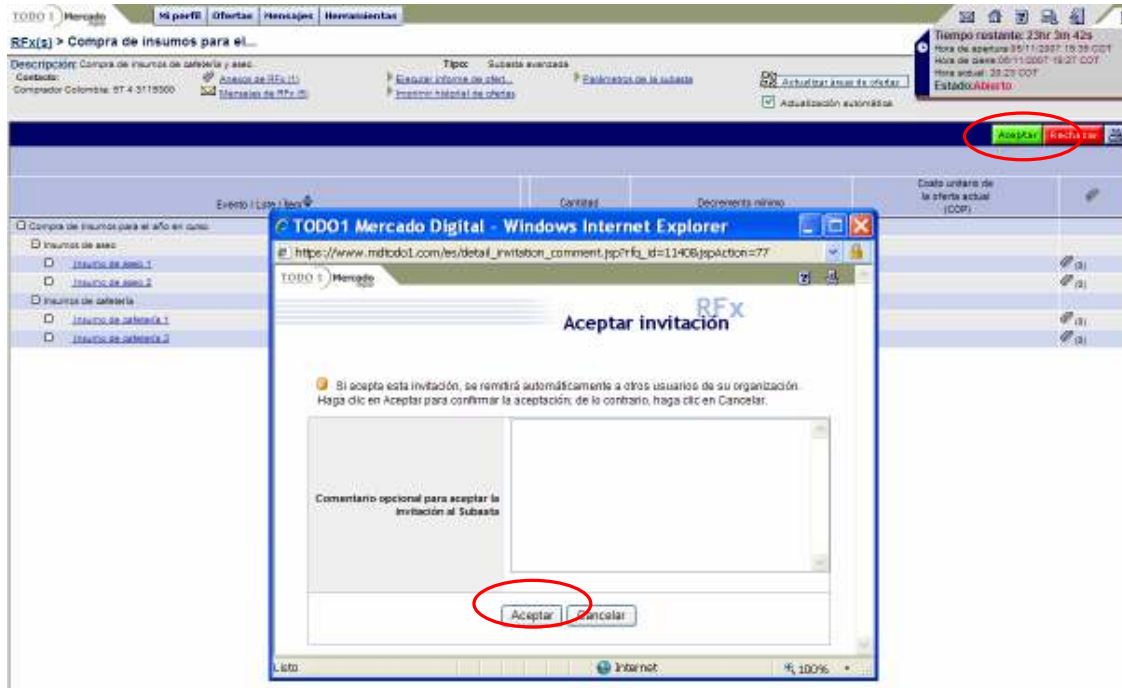 TODO 1 Mercado
Mi perfil Ofertas Mensajes Herramientas
RFx(s) > Compra de insumos para el...
Descripción: Compra de insumos de cafetería y aseo.
Tipo: Subasta avanzada
Contacto:
Comprador Colombia: 57 4 3119300
Anexos de RFx (1)
Mensajes de RFx (5)
Ejecutar informe de ofert...
Imprimir historial de ofertas
Parámetros de la subasta
Actualizar áreas de ofertas
Actualización automática
Tiempo restante: 23hr 3m 42s
Estado:Abierto
Aceptar Rechazar
Evento | Lote | Ítem
Cantidad
Decremento mínimo
Costo unitario de
la oferta actual
(COP)
Compra de insumos para el año en curso
Insumos de aseo
Insumo de aseo 1
Insumo de aseo 2
Insumos de cafetería
Insumo de cafetería 1
Insumo de cafetería 2
TODO1 Mercado Digital - Windows Internet Explorer
https://www.mdtodo1.com/es/detail_invitation_comment.jsp?rfq_id=11406&jspAction=77
TODO 1 Mercado
RFx
Aceptar invitación
Si acepta esta invitación, se remitirá automáticamente a otros usuarios de su organización.
Haga clic en Aceptar para confirmar la aceptación; de lo contrario, haga clic en Cancelar.
Comentario opcional para aceptar la
invitación al Subasta
Aceptar Cancelar
Listo
Internet
100%